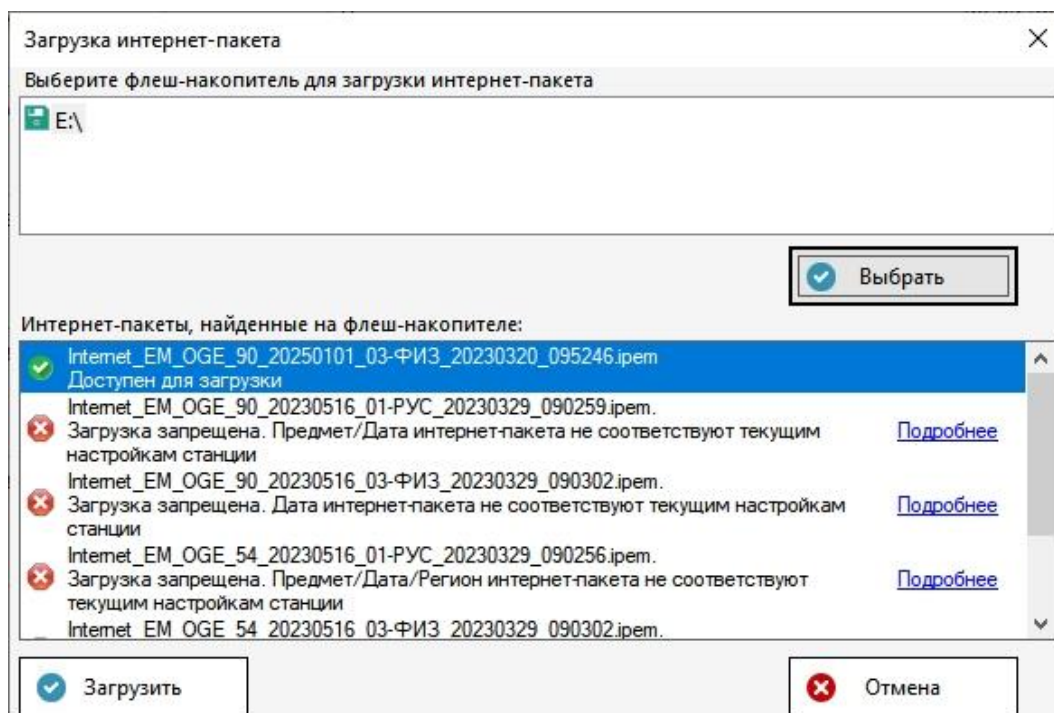 Загрузка интернет-пакета
Выберите флеш-накопитель для загрузки интернет-пакета
E:\
Выбрать
Интернет-пакеты, найденные на флеш-накопителе:
Internet_EM_OGE_90_20250101_03-ФИЗ_20230320_095246.ipem
Доступен для загрузки
Internet_EM_OGE_90_20230516_01-РУС_20230329_090259.ipem.
Загрузка запрещена. Предмет/Дата интернет-пакета не соответствуют текущим Подробнее
настройкам станции
Internet_EM_OGE_90_20230516_03-ФИЗ_20230329_090302.ipem.
Загрузка запрещена. Дата интернет-пакета не соответствуют текущим настройкам Подробнее
станции
Internet_EM_OGE_54_20230516_01-РУС_20230329_090256.ipem.
Загрузка запрещена. Предмет/Дата/Регион интернет-пакета не соответствуют Подробнее
текущим настройкам станции
Internet_EM_OGE_54_20230516_03-ФИЗ_20230329_090302.ipem.
Загрузить
Отмена